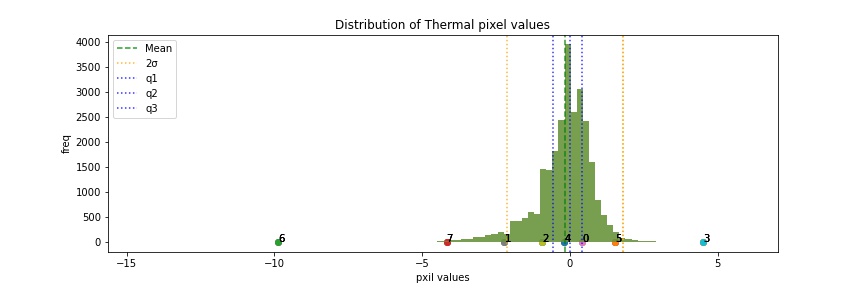 Distribution of Thermal pixel values
4000
3500
3000
2500
2000
1500
1000
500
0
freq
Mean
2σ
q1
q2
q3
6 7 1 2 4 0 5 3
−15 −10 −5 0 5
pxil values